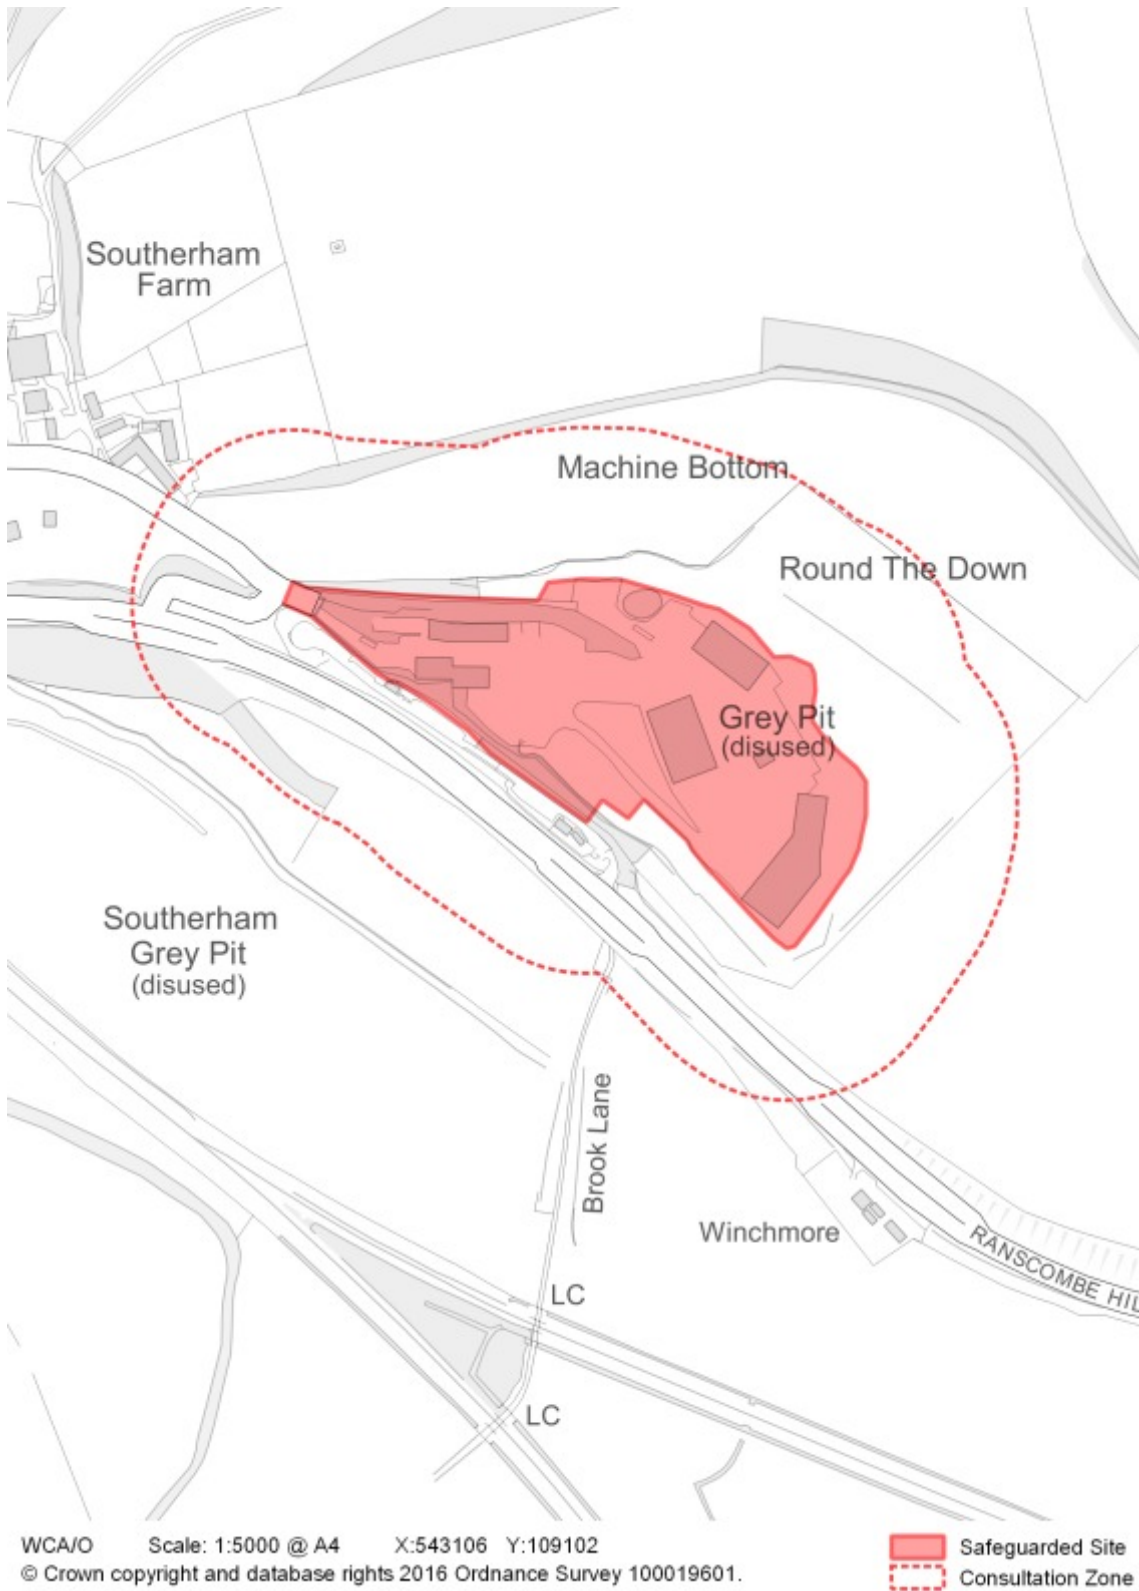 Southerham
Farm
Machine Bottom
Round The Down
Grey Pit
(disused)
Southerham
Grey Pit
(disused)
Brook Lane
Winchmore
RANSCOMBE HIL
LC
LC
WCA/O Scale: 1:5000 @ A4 X:543106 Y:109102
© Crown copyright and database rights 2016 Ordnance Survey 100019601.
Safeguarded Site
Consultation Zone